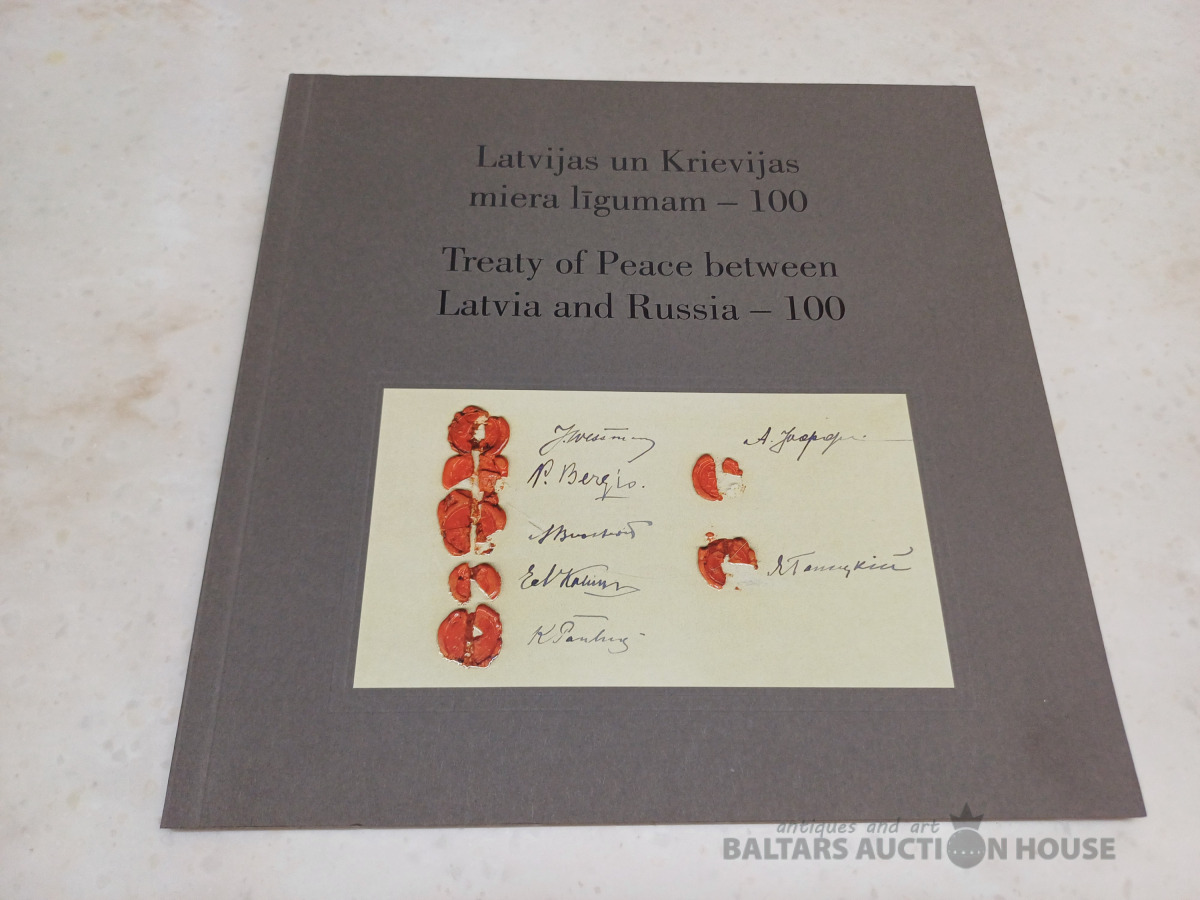 Latvijas un Krievijas
miera līgumam – 100
Treaty of Peace between
Latvia and Russia – 100
P. Bergis.
antiques and art
BALTARS AUCTION HOUSE